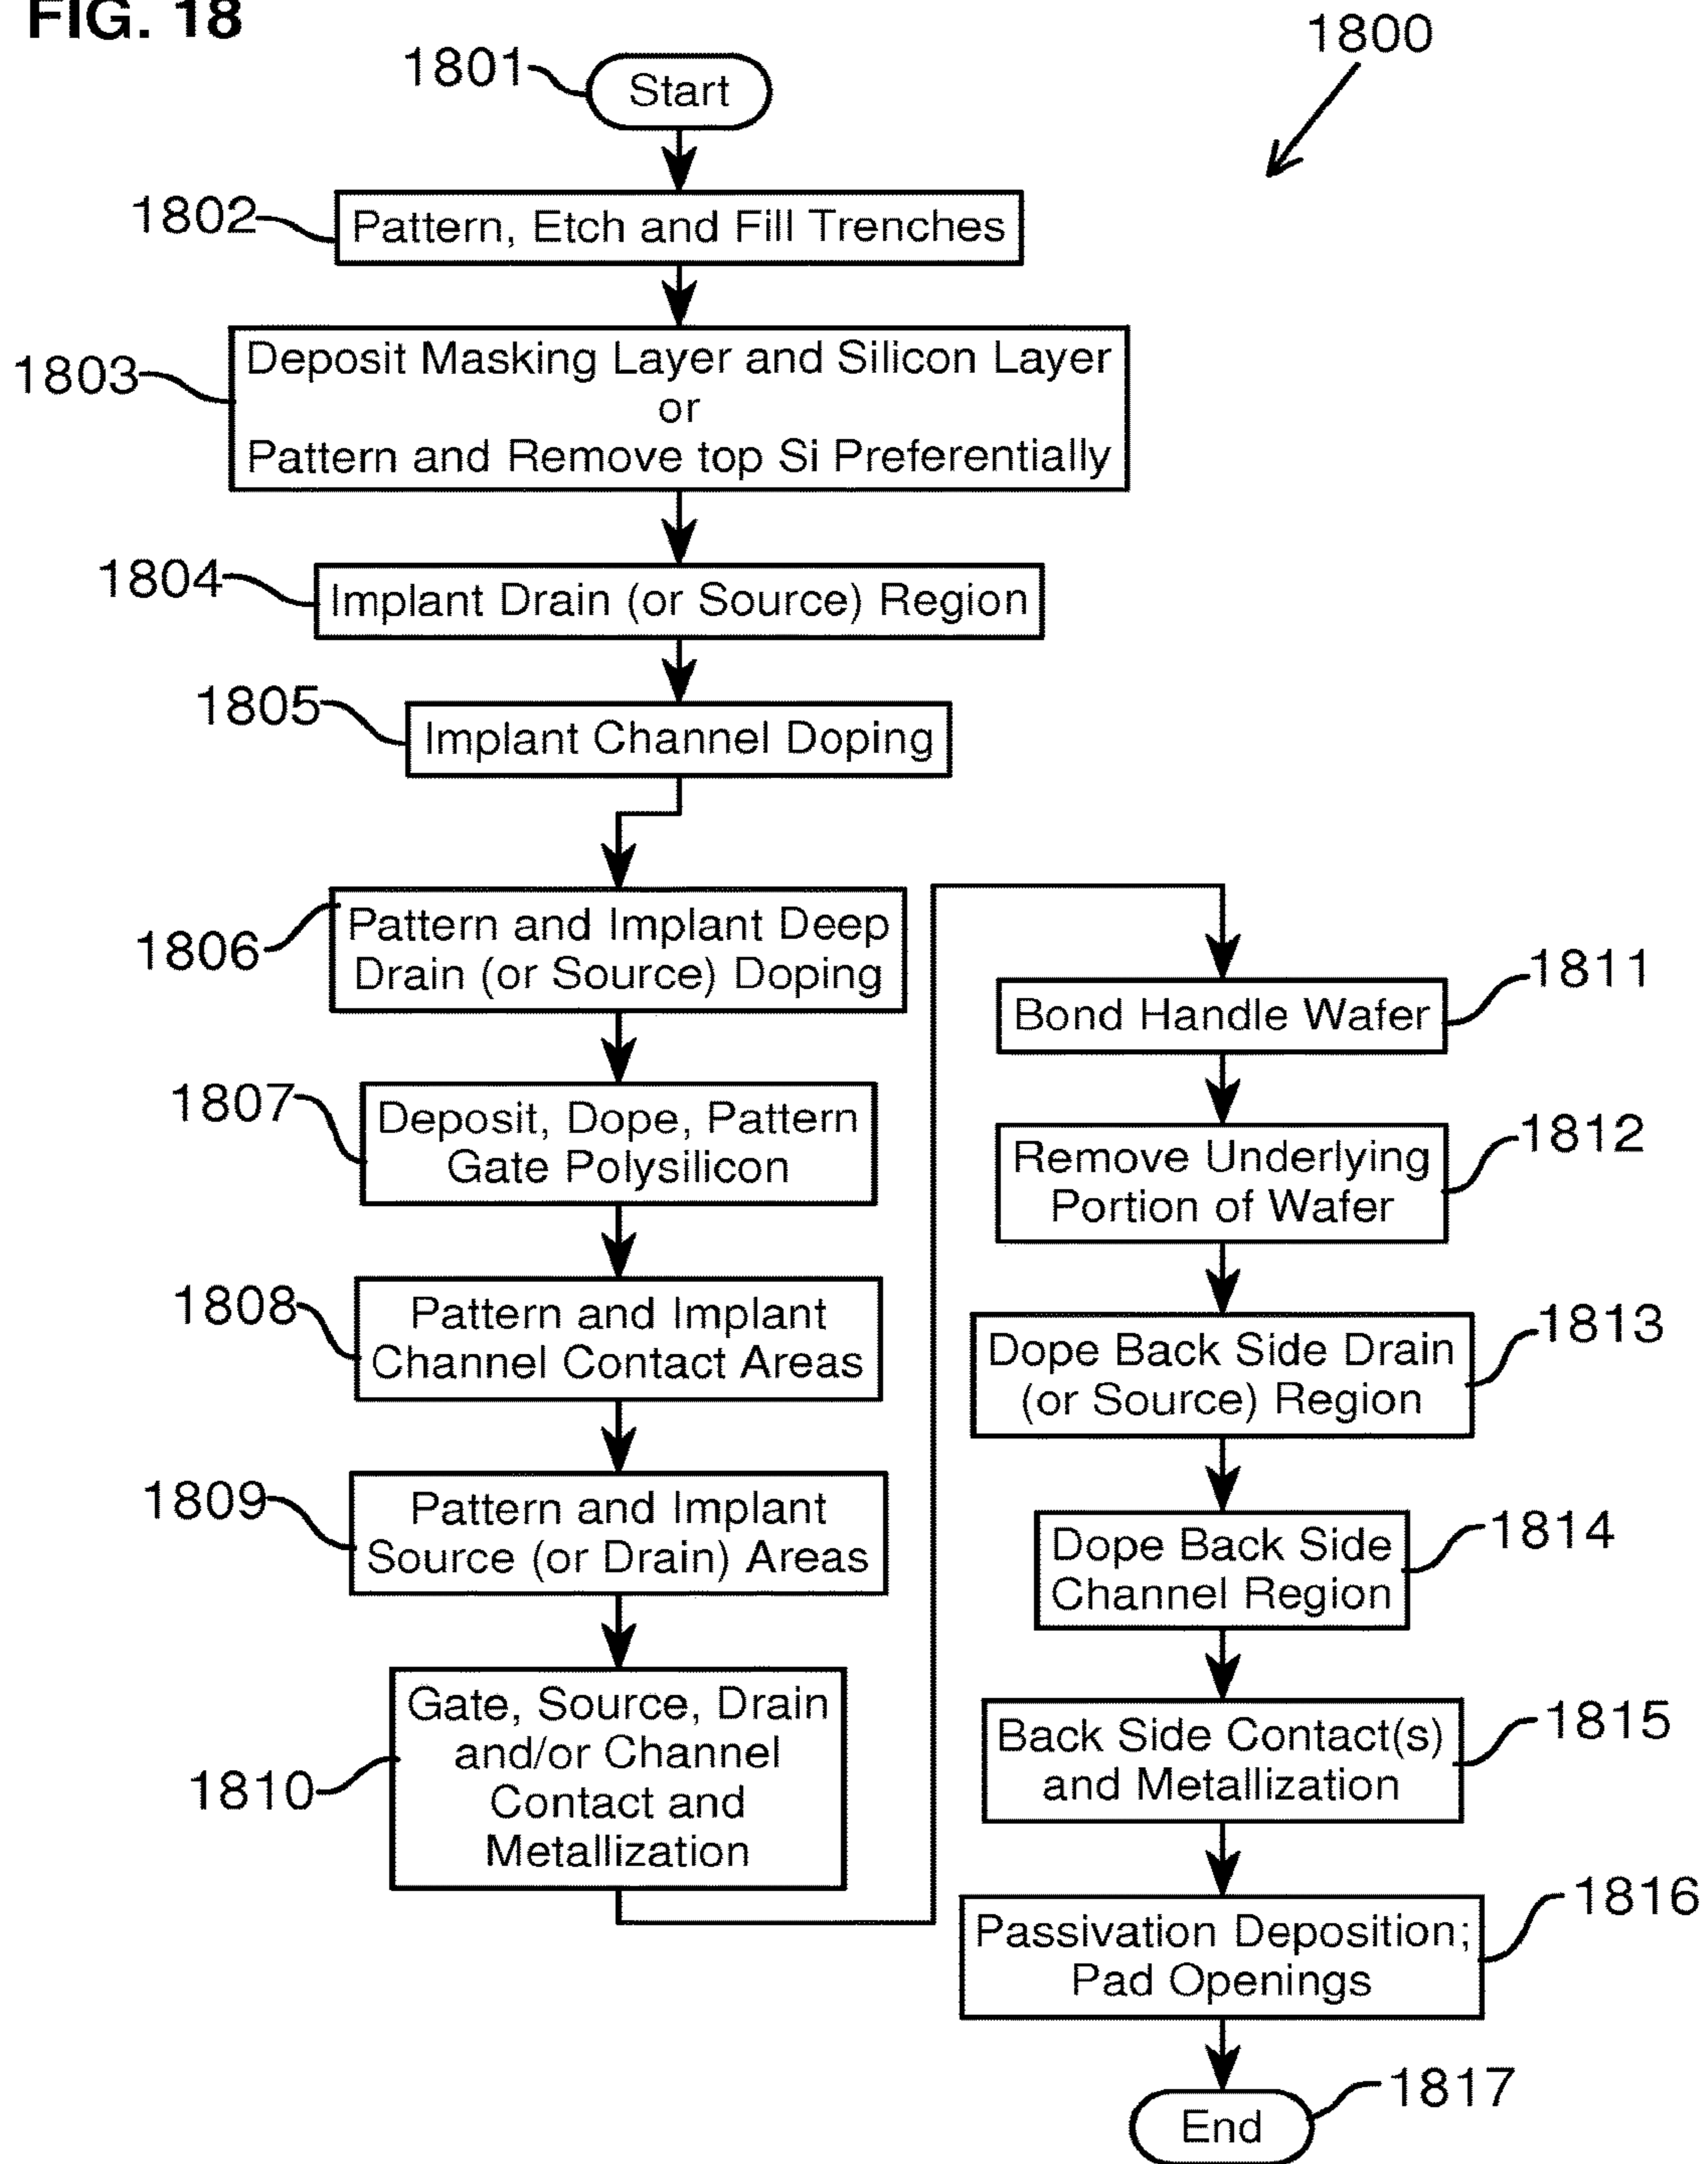 FIG. 18
1800
1801
Start
1802
Pattern, Etch and Fill Trenches
1803
Deposit Masking Layer and Silicon Layer
or
Pattern and Remove top Si Preferentially
1804
Implant Drain (or Source) Region
1805
Implant Channel Doping
1806
Pattern and Implant Deep
Drain (or Source) Doping
1807
Deposit, Dope, Pattern
Gate Polysilicon
1808
Pattern and Implant
Channel Contact Areas
1809
Pattern and Implant
Source (or Drain) Areas
1810
Gate, Source, Drain
and/or Channel
Contact and
Metallization
1811
Bond Handle Wafer
1812
Remove Underlying
Portion of Wafer
1813
Dope Back Side Drain
(or Source) Region
1814
Dope Back Side
Channel Region
1815
Back Side Contact(s)
and Metallization
1816
Passivation Deposition;
Pad Openings
1817
End